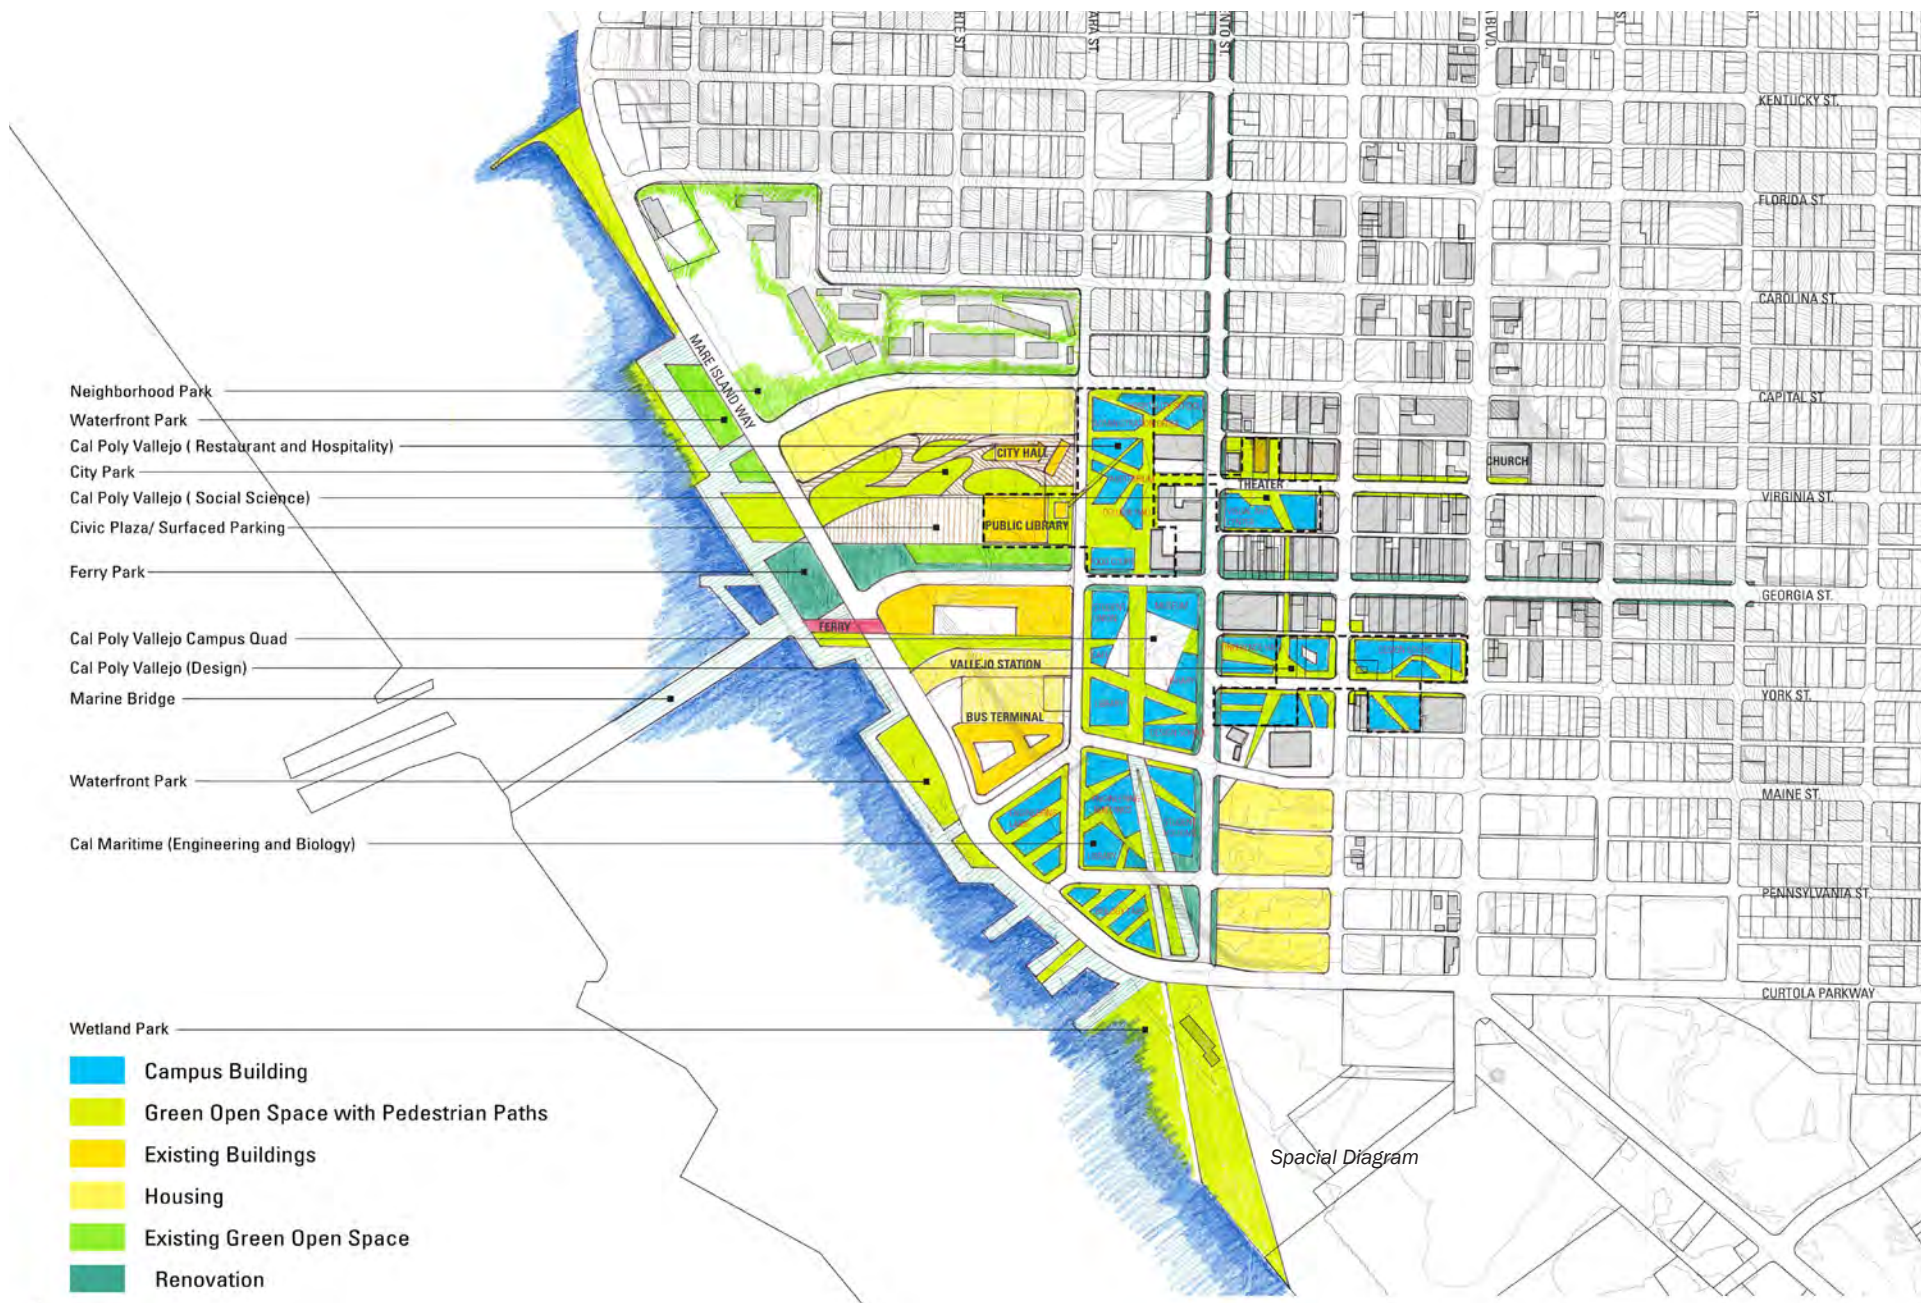 KENTUCKY ST.
FLORIDA ST.
CAROLINA ST.
CAPITAL ST.
VIRGINIA ST.
GEORGIA ST.
YORK ST.
MAINE ST.
PENNSYLVANIA ST.
CURTOLA PARKWAY
MARE ISLAND WAY
CITY HALL
PUBLIC LIBRARY
THEATER
CHURCH
FERRY
VALLEJO STATION
BUS TERMINAL
Neighborhood Park
Waterfront Park
Cal Poly Vallejo ( Restaurant and Hospitality)
City Park
Cal Poly Vallejo ( Social Science)
Civic Plaza/ Surfaced Parking
Ferry Park
Cal Poly Vallejo Campus Quad
Cal Poly Vallejo (Design)
Marine Bridge
Waterfront Park
Cal Maritime (Engineering and Biology)
Wetland Park
Campus Building
Green Open Space with Pedestrian Paths
Existing Buildings
Housing
Existing Green Open Space
Renovation
Spacial Diagram